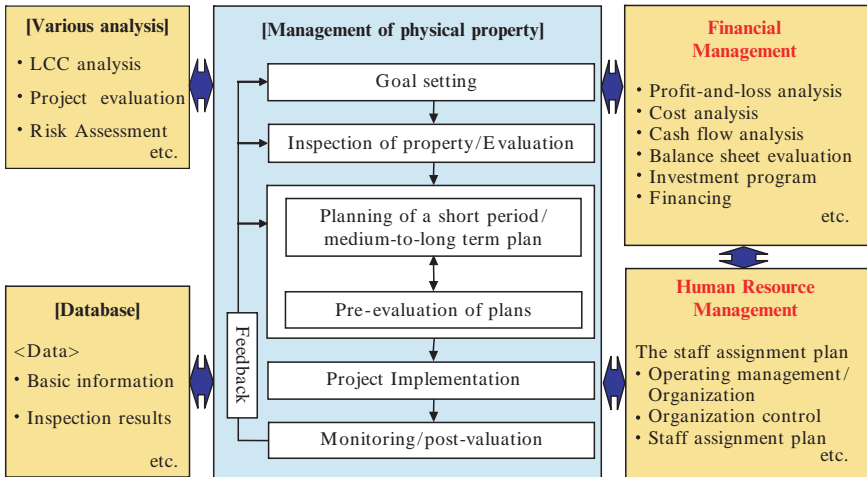 [Various analysis]
• LCC analysis
• Project evaluation
• Risk Assessment
etc.
[Database]
<Data>
• Basic information
• Inspection results
etc.
[Management of physical property]
Goal setting
Inspection of property/Evaluation
Planning of a short period/
medium-to-long term plan
Pre-evaluation of plans
Project Implementation
Monitoring/post-valuation
Feedback
Financial
Management
• Profit-and-loss analysis
• Cost analysis
• Cash flow analysis
• Balance sheet evaluation
• Investment program
• Financing
etc.
Human Resource
Management
The staff assignment plan
• Operating management/
Organization
• Organization control
• Staff assignment plan
etc.